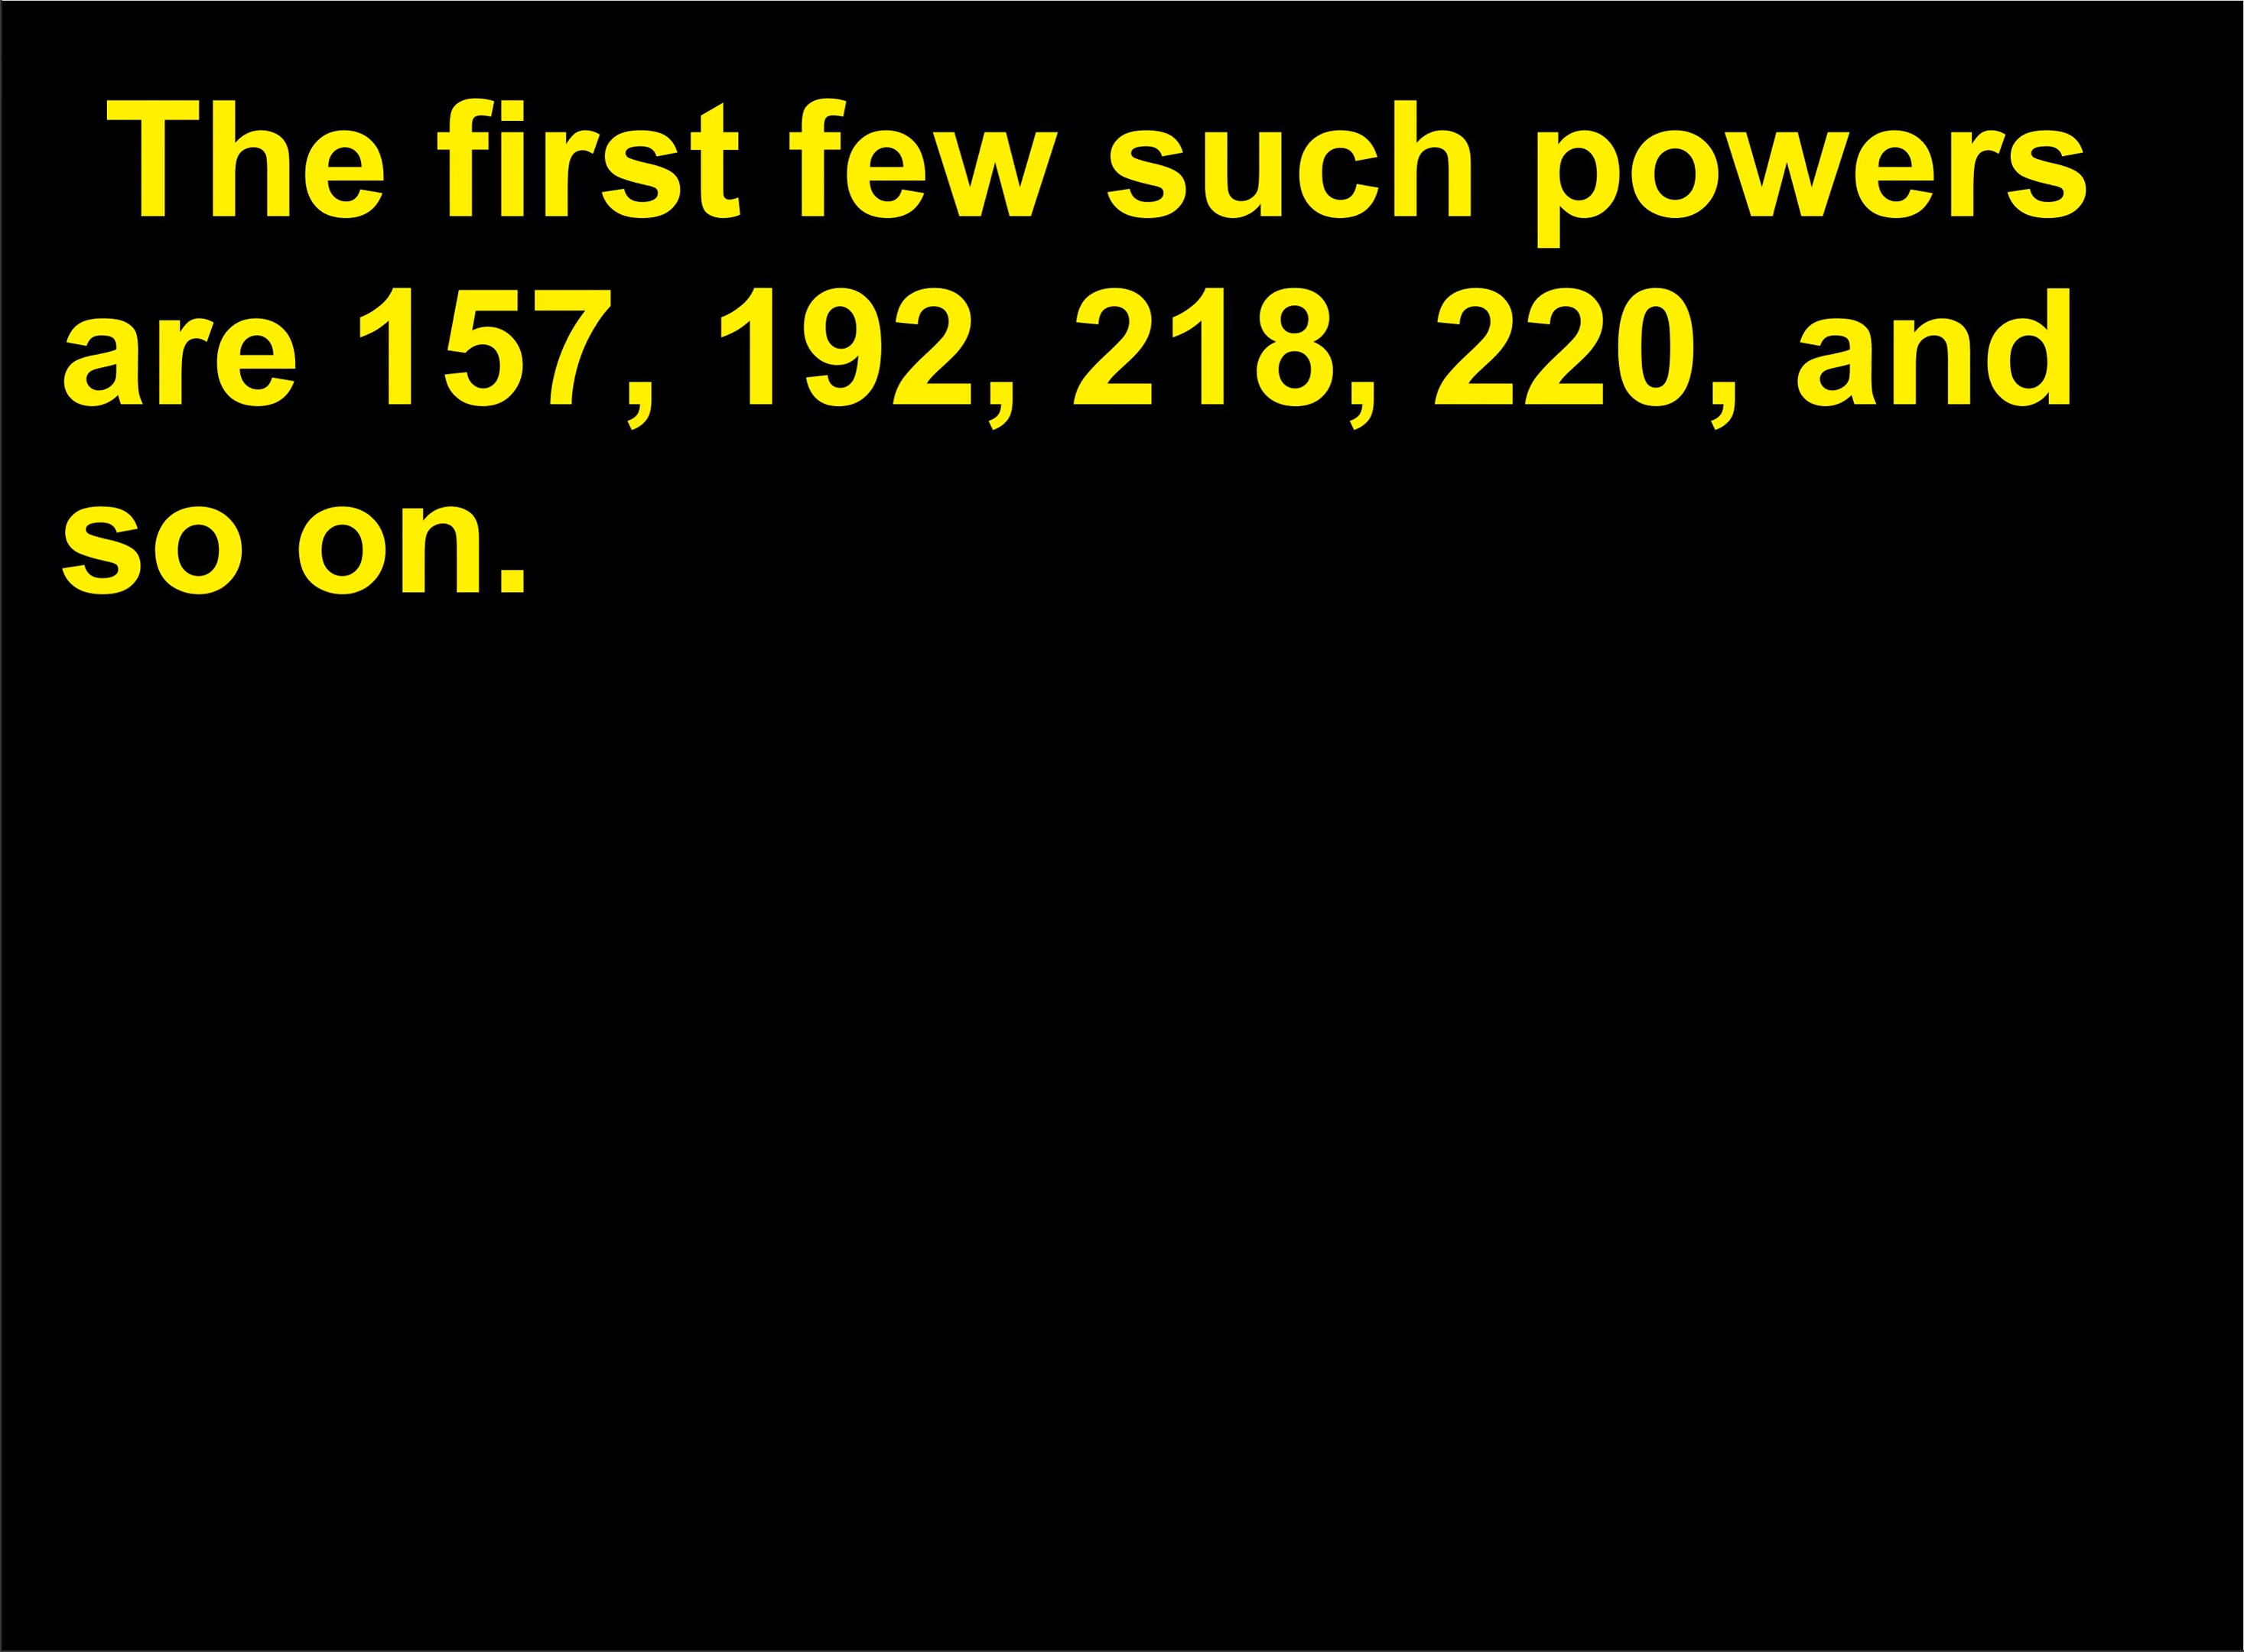 The first few such powers
are 157, 192, 218, 220, and
so on.